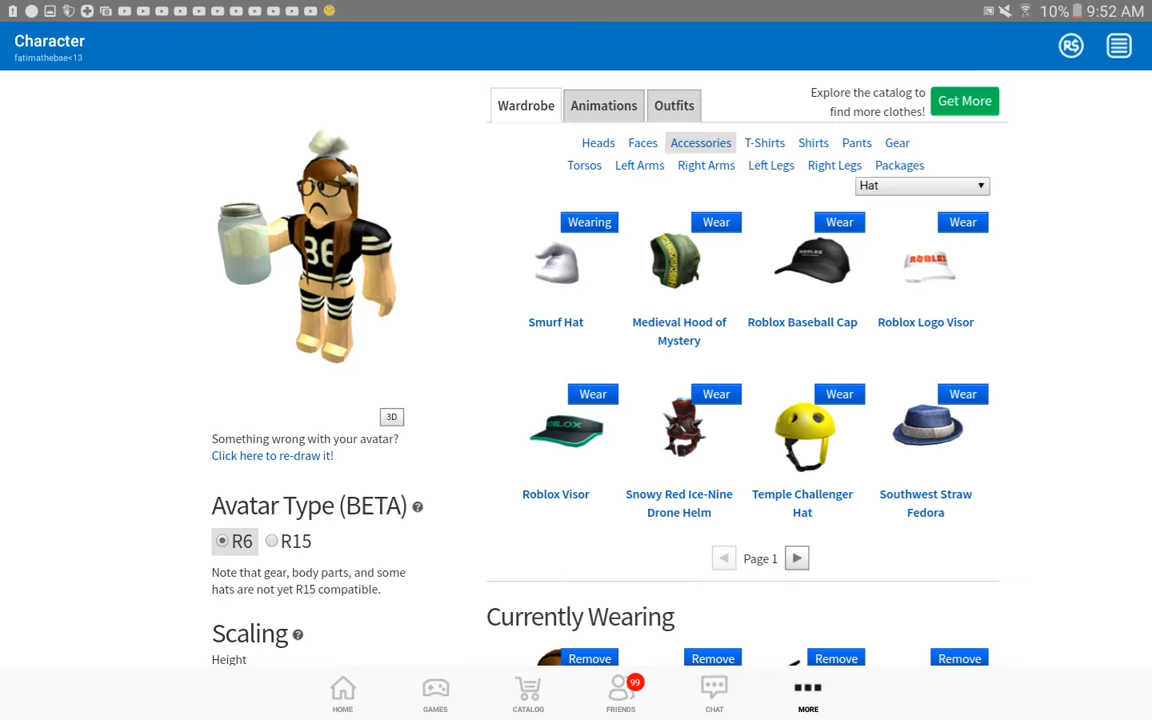 10% 9:52 AM
Character
fatimathebae<13
R$
Wardrobe
Animations
Outfits
Explore the catalog to
find more clothes!
Get More
Heads Faces Accessories T-Shirts Shirts Pants Gear
Torsos Left Arms Right Arms Left Legs Right Legs Packages
Hat
Wearing
Wear
Wear
Wear
86
ROBLOX
ROBLOX
Smurf Hat
Medieval Hood of
Mystery
Roblox Baseball Cap
Roblox Logo Visor
Wear
Wear
Wear
Wear
ROBLOX
Roblox Visor
Snowy Red Ice-Nine
Drone Helm
Temple Challenger
Hat
Southwest Straw
Fedora
3D
Something wrong with your avatar?
Click here to re-draw it!
Avatar Type (BETA) ?
R6 R15
Note that gear, body parts, and some
hats are not yet R15 compatible.
Scaling ?
Height
Page 1
Currently Wearing
Remove
Remove
Remove
Remove
99
HOME
GAMES
CATALOG
FRIENDS
CHAT
MORE